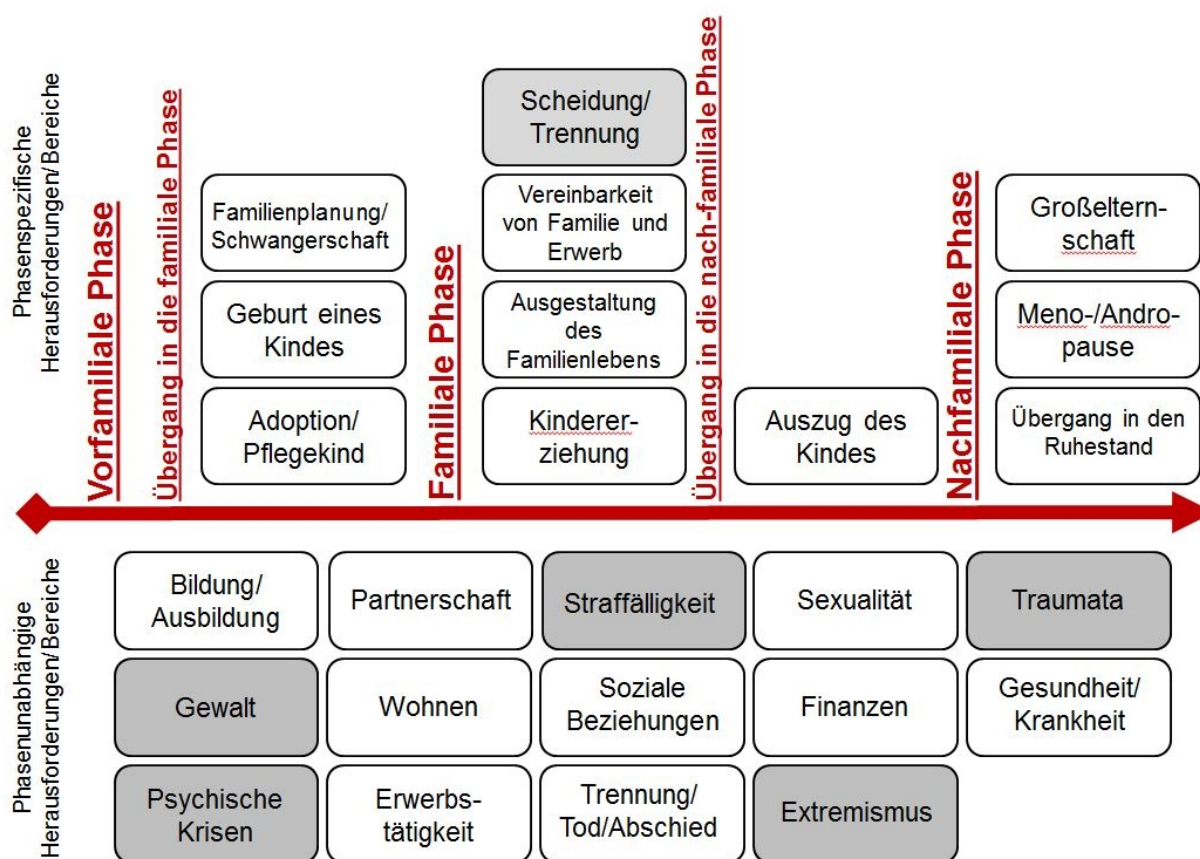 Phasenspezifische
Herausforderungen/Bereiche
Vorfamiliale Phase
Übergang in die familiale Phase
Familienplanung/
Schwangerschaft
Geburt eines
Kindes
Adoption/
Pflegekind
Familiale Phase
Scheidung/
Trennung
Vereinbarkeit
von Familie und
Erwerb
Ausgestaltung
des
Familienlebens
Kinderer-
ziehung
Übergang in die nach-familiale Phase
Auszug des
Kindes
Nachfamiliale Phase
Großeltern-
schaft
Meno-/Andro-
pause
Übergang in den
Ruhestand
Phasenunabhängige
Herausforderungen/Bereiche
Bildung/
Ausbildung
Partnerschaft
Straffälligkeit
Sexualität
Traumata
Gewalt
Wohnen
Soziale
Beziehungen
Finanzen
Gesundheit/
Krankheit
Psychische
Krisen
Erwerbs-
tätigkeit
Trennung/
Tod/Abschied
Extremismus